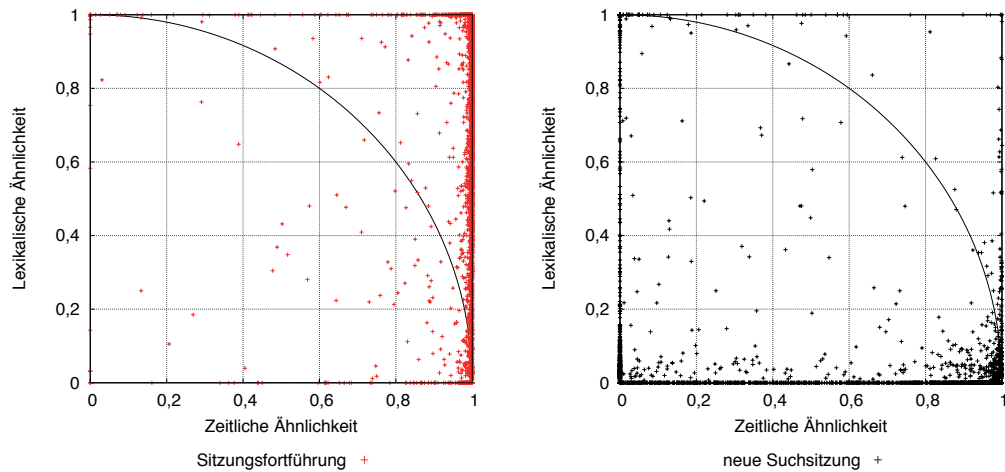 Lexikalische Ähnlichkeit
1
0,8
0,6
0,4
0,2
0
0 0,2 0,4 0,6 0,8 1
Zeitliche Ähnlichkeit
Sitzungsfortführung +
Lexikalische Ähnlichkeit
1
0,8
0,6
0,4
0,2
0
0 0,2 0,4 0,6 0,8 1
Zeitliche Ähnlichkeit
neue Suchsitzung +